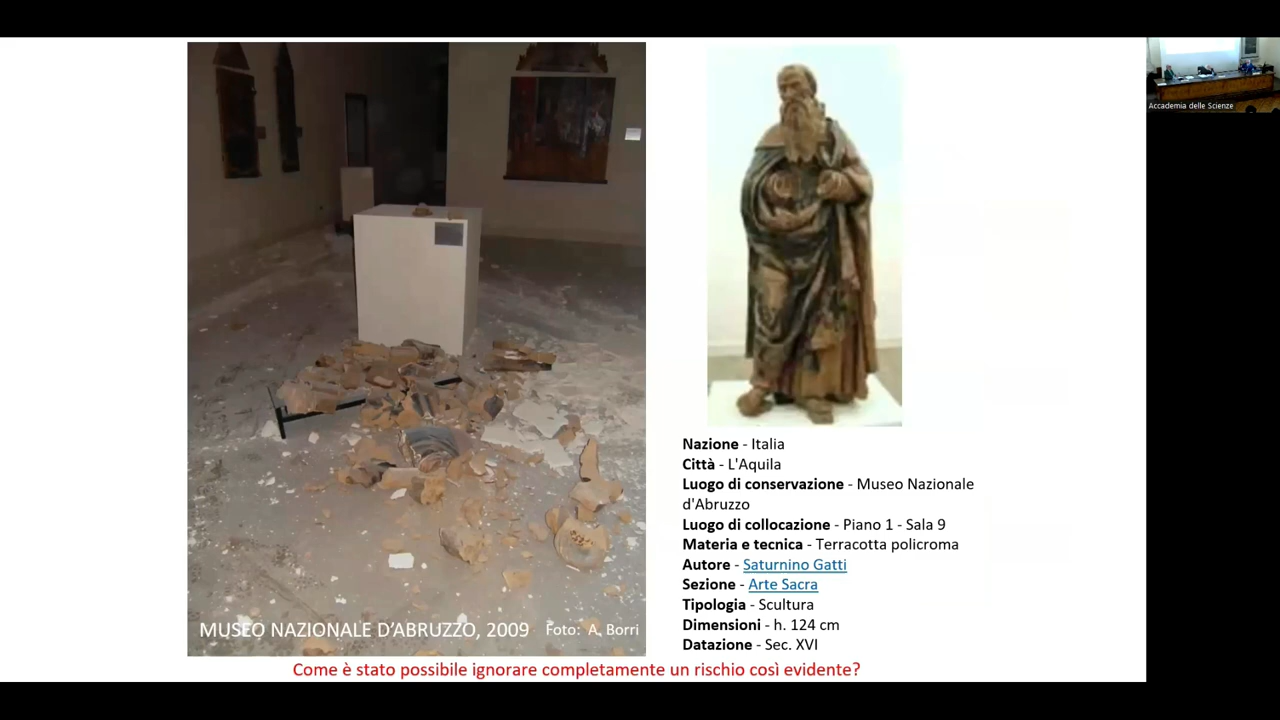 Accademia delle Scienze
MUSEO NAZIONALE D'ABRUZZO, 2009 Foto: A. Borri
Nazione - Italia
Città - L'Aquila
Luogo di conservazione - Museo Nazionale
d'Abruzzo
Luogo di collocazione - Piano 1 - Sala 9
Materia e tecnica - Terracotta policroma
Autore - Saturnino Gatti
Sezione - Arte Sacra
Tipologia - Scultura
Dimensioni - h. 124 cm
Datazione - Sec. XVI
Come è stato possibile ignorare completamente un rischio così evidente?